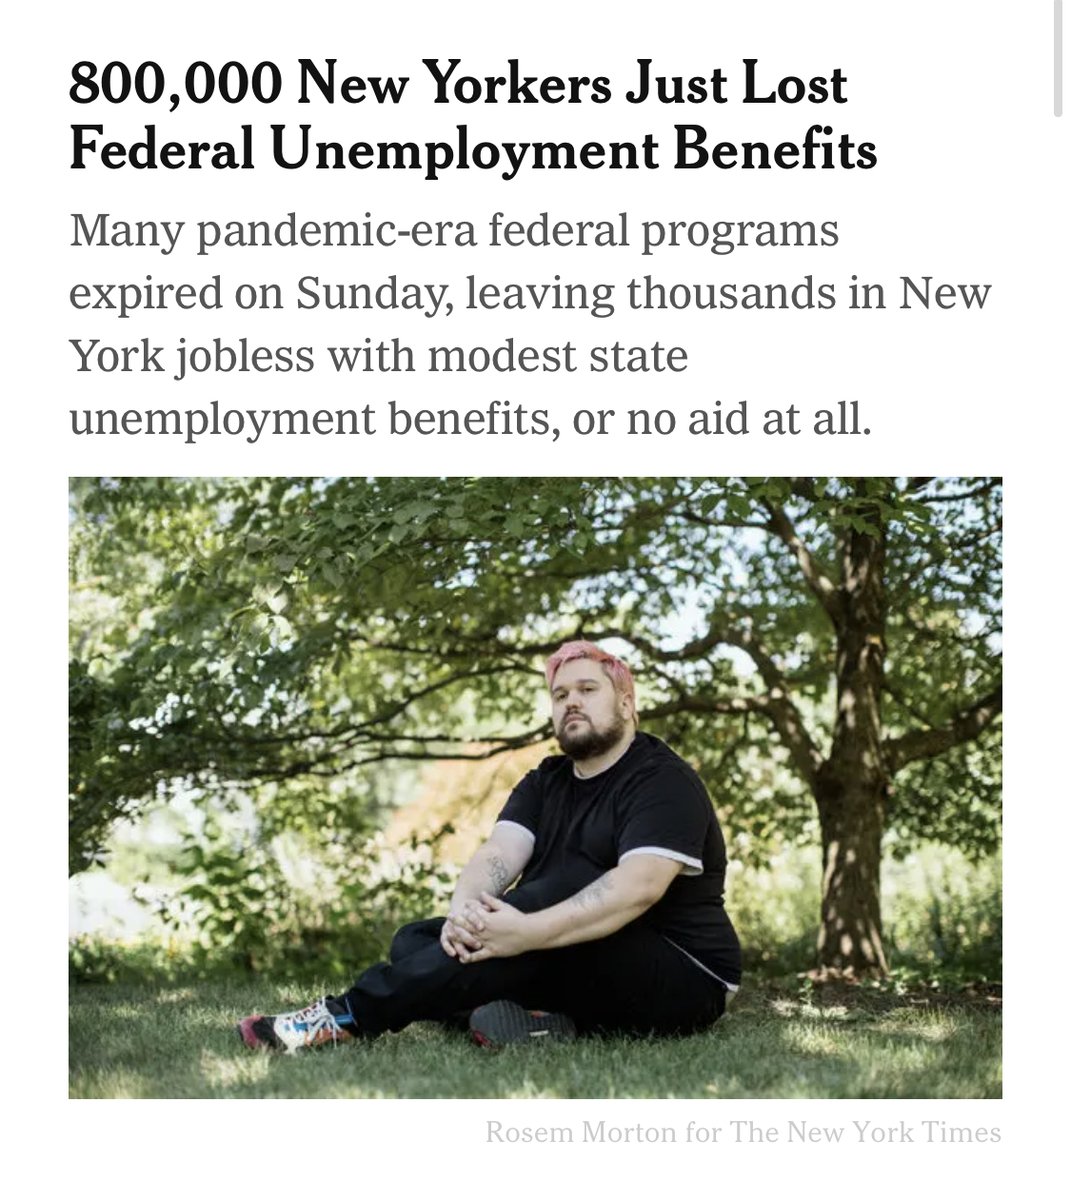 800,000 New Yorkers Just Lost
Federal Unemployment Benefits
Many pandemic-era federal programs
expired on Sunday, leaving thousands in New
York jobless with modest state
unemployment benefits, or no aid at all.
Rosem Morton for The New York Times